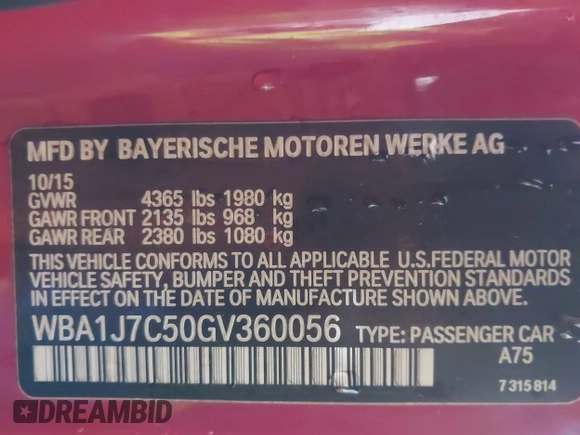 MFD BY BAYERISCHE MOTOREN WERKE AG
10/15
GVWR 4365 lbs 1980 kg
GAWR FRONT 2135 lbs 968 kg
GAWR REAR 2380 lbs 1080 kg
THIS VEHICLE CONFORMS TO ALL APPLICABLE U.S.FEDERAL MOTOR
VEHICLE SAFETY, BUMPER AND THEFT PREVENTION STANDARDS
IN EFFECT ON THE DATE OF MANUFACTURE SHOWN ABOVE.
WBA1J7C50GV360056 TYPE: PASSENGER CAR
A75
7 315 814
DREAMBID